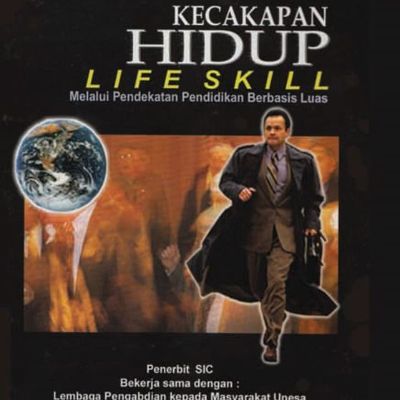 KECAKAPAN
HIDUP
LIFE SKILL
Melalui Pendekatan Pendidikan Berbasis Luas
Penerbit SIC
Bekerja sama dengan :
Lembaga Pengabdian kepada Masyarakat Unesa